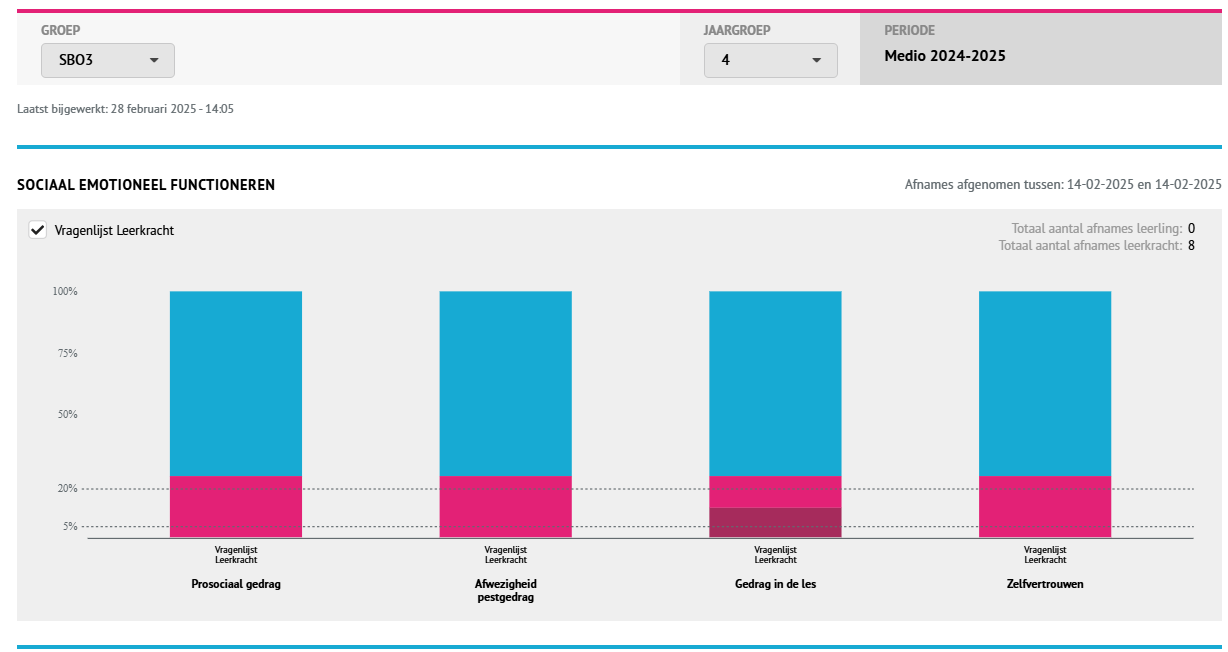 GROEP
SBO3
JAARGROEP
4
PERIODE
Medio 2024-2025
Laatst bijgewerkt: 28 februari 2025 - 14:05
SOCIAAL EMOTIONEEL FUNCTIONEREN
Afnames afgenomen tussen: 14-02-2025 en 14-02-2025
Vragenlijst Leerkracht
Totaal aantal afnames leerling: 0
Totaal aantal afnames leerkracht: 8
100%
75%
50%
20%
5%
Vragenlijst
Leerkracht
Prosociaal gedrag
Vragenlijst
Leerkracht
Afwezigheid
pestgedrag
Vragenlijst
Leerkracht
Gedrag in de les
Vragenlijst
Leerkracht
Zelfvertrouwen